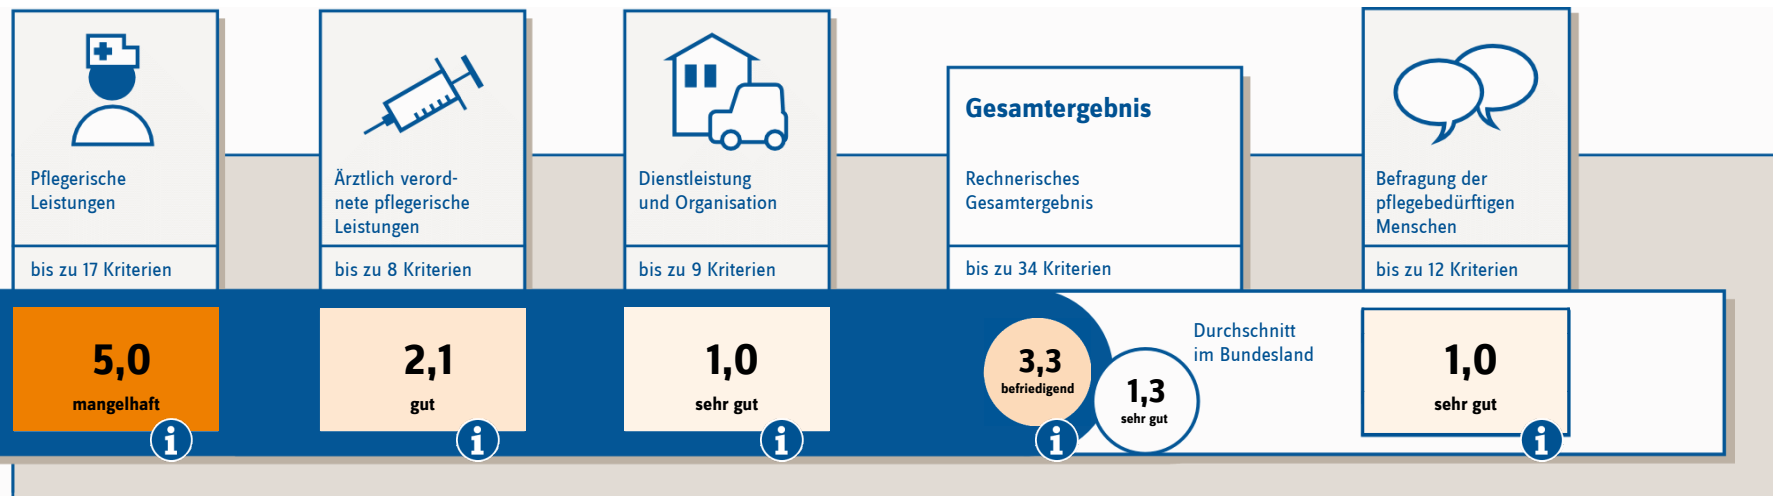 Pflegerische
Leistungen
bis zu 17 Kriterien
5,0
mangelhaft
i
Ärztlich verord-
nete pflegerische
Leistungen
bis zu 8 Kriterien
2,1
gut
i
Dienstleistung
und Organisation
bis zu 9 Kriterien
1,0
sehr gut
i
Gesamtergebnis
Rechnerisches
Gesamtergebnis
bis zu 34 Kriterien
3,3
befriedigend
i
1,3
sehr gut
Durchschnitt
im Bundesland
Befragung der
pflegebedürftigen
Menschen
bis zu 12 Kriterien
1,0
sehr gut
i